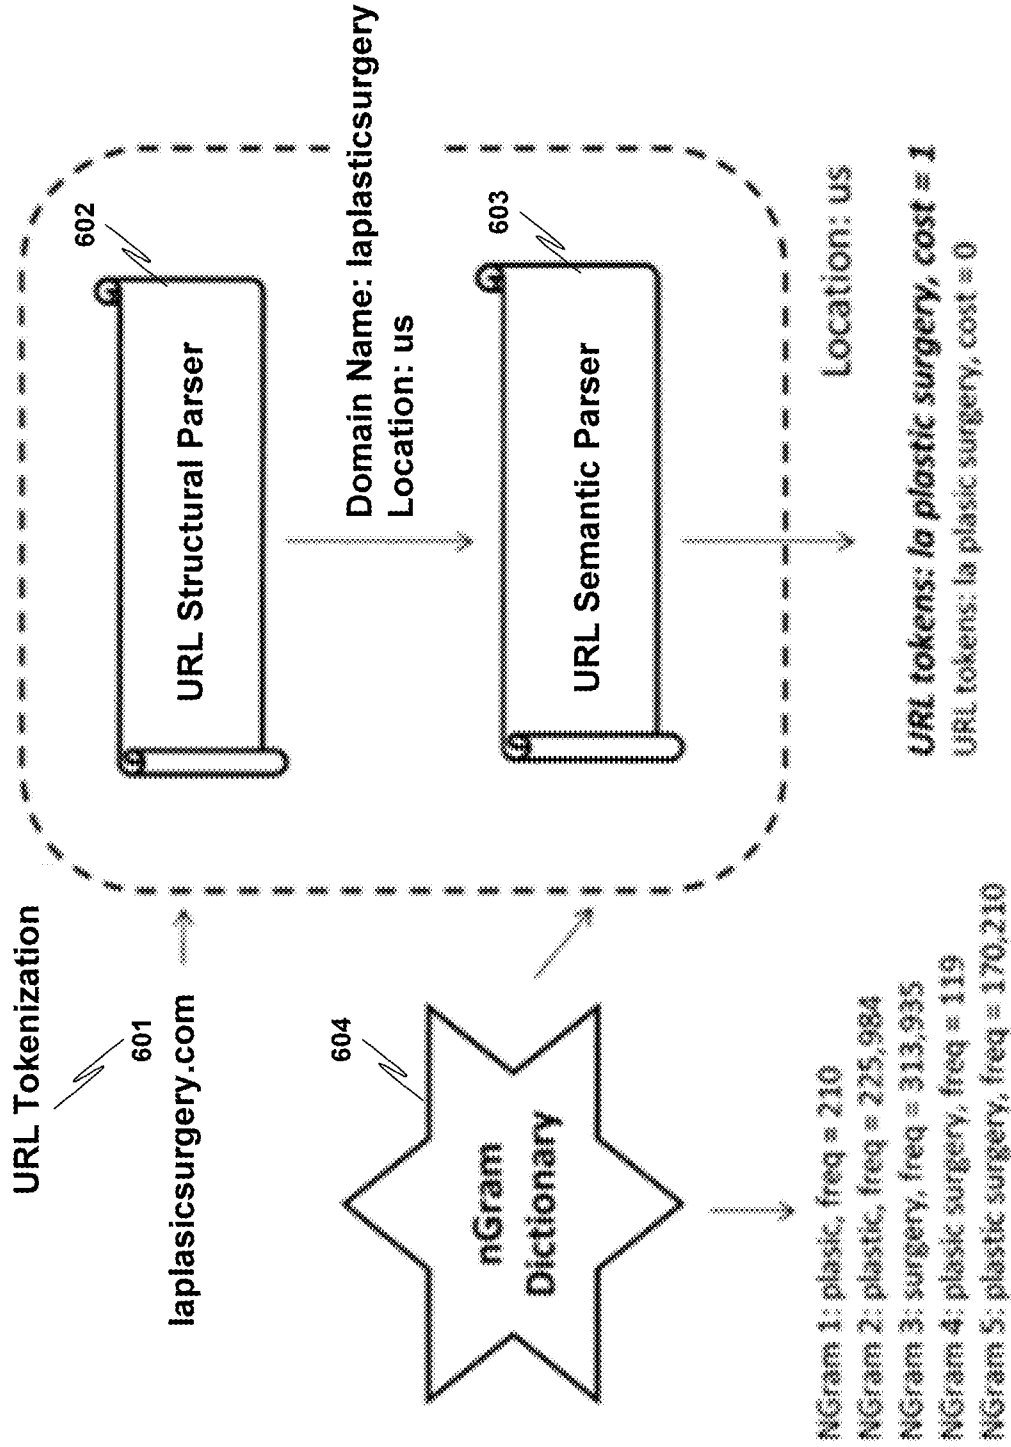 URL Tokenization
601
laplasicsurgery.com
602
URL Structural Parser
Domain Name: laplasticsurgery
Location: us
604
nGram
Dictionary
603
URL Semantic Parser
NGram 1: plasic, freq = 210
NGram 2: plastic, freq = 225,984
NGram 3: surgery, freq = 313,935
NGram 4: plasic surgery, freq = 119
NGram 5: plastic surgery, freq = 170,210
Location: us
URL tokens: la plastic surgery, cost = 1
URL tokens: la plasic surgery, cost = 0